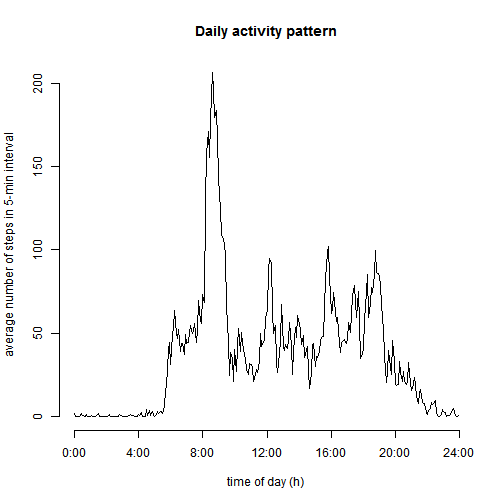 Daily activity pattern
average number of steps in 5-min interval
200
150
100
50
0
0:00 4:00 8:00 12:00 16:00 20:00 24:00
time of day (h)